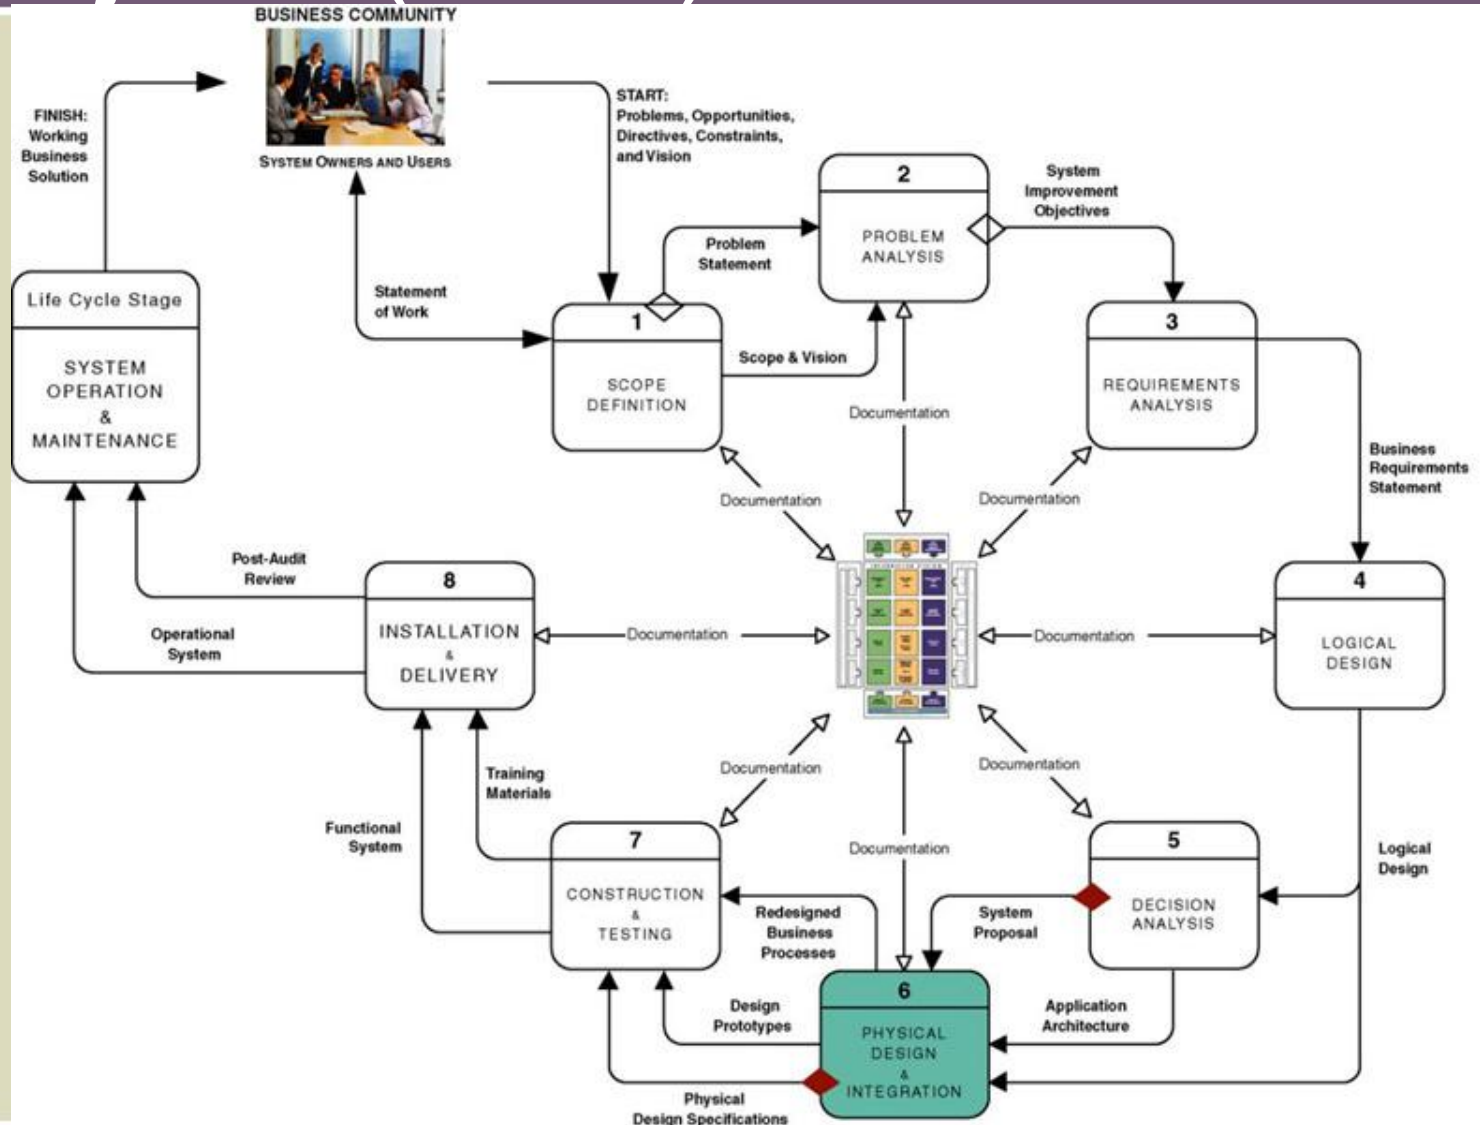 BUSINESS COMMUNITY
SYSTEM OWNERS AND USERS
FINISH:
Working
Business
Solution
START:
Problems, Opportunities,
Directives, Constraints,
and Vision
Statement
of Work
Problem
Statement
2
PROBLEM
ANALYSIS
System
Improvement
Objectives
Life Cycle Stage
SYSTEM
OPERATION
&
MAINTENANCE
1
SCOPE
DEFINITION
Scope & Vision
3
REQUIREMENTS
ANALYSIS
Documentation
Documentation
Documentation
Business
Requirements
Statement
Post-Audit
Review
Operational
System
8
INSTALLATION
&
DELIVERY
Documentation
Documentation
4
LOGICAL
DESIGN
Training
Materials
Functional
System
Documentation
Documentation
Documentation
7
CONSTRUCTION
&
TESTING
Redesigned
Business
Processes
System
Proposal
5
DECISION
ANALYSIS
Logical
Design
Design
Prototypes
6
PHYSICAL
DESIGN
&
INTEGRATION
Application
Architecture
Physical
Design Specifications